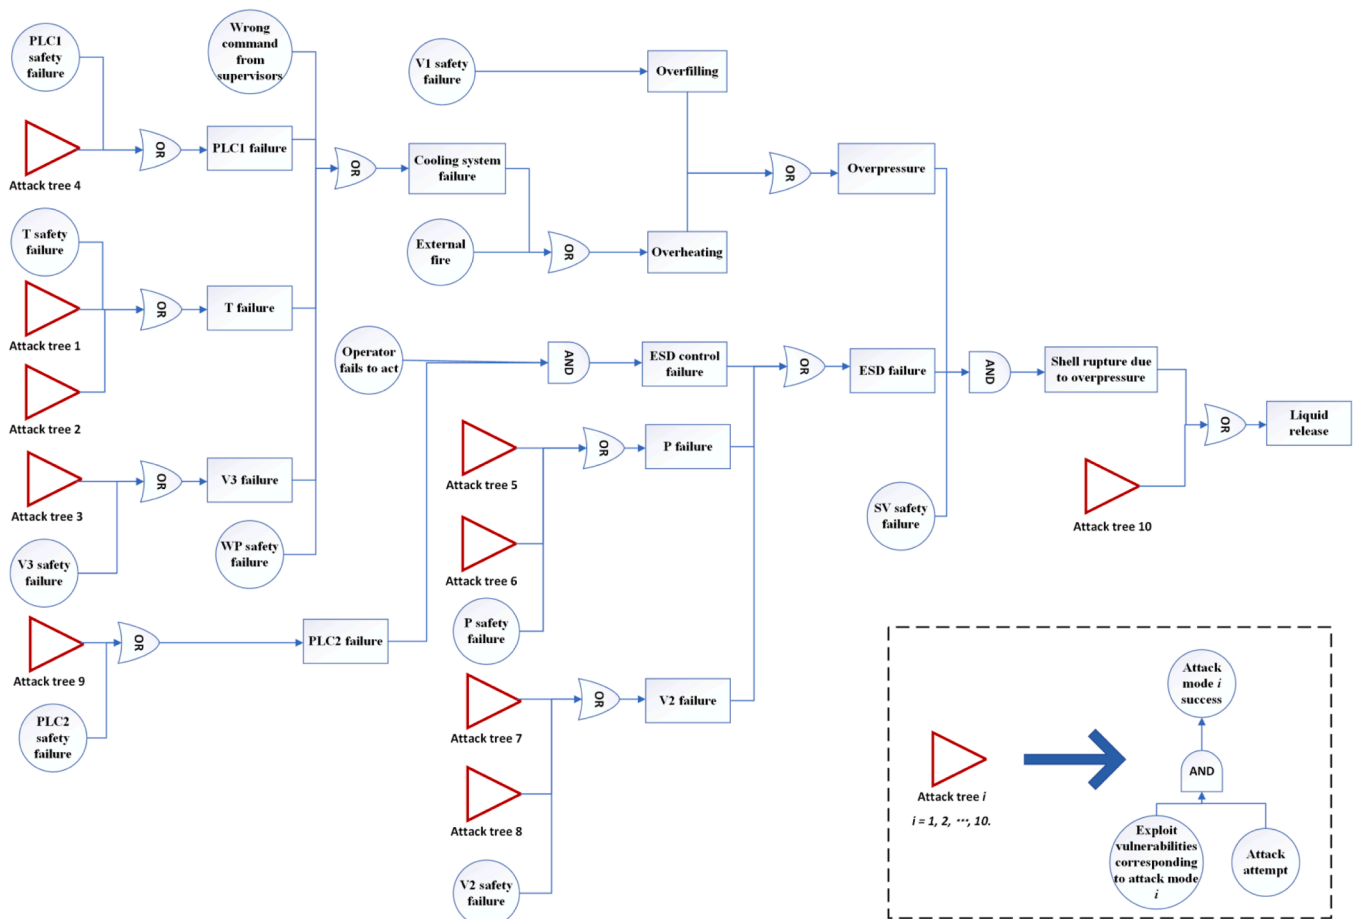 PLC1
safety
failure
Attack tree 4
OR
PLC1 failure
Wrong
command
from
supervisors
T safety
failure
Attack tree 1
Attack tree 2
OR
T failure
Attack tree 3
V3 safety
failure
OR
V3 failure
WP safety
failure
OR
Cooling system
failure
V1 safety
failure
Overfilling
External
fire
OR
Overheating
OR
Overpressure
Attack tree 9
PLC2
safety
failure
OR
PLC2 failure
Operator
fails to act
AND
ESD control
failure
Attack tree 5
Attack tree 6
P safety
failure
OR
P failure
Attack tree 7
Attack tree 8
V2 safety
failure
OR
V2 failure
OR
ESD failure
SV safety
failure
AND
Shell rupture due
to overpressure
Attack tree 10
OR
Liquid
release
Attack tree i
i = 1, 2, ···, 10.
Attack
mode i
success
AND
Exploit
vulnerabilities
corresponding
to attack mode
i
Attack
attempt